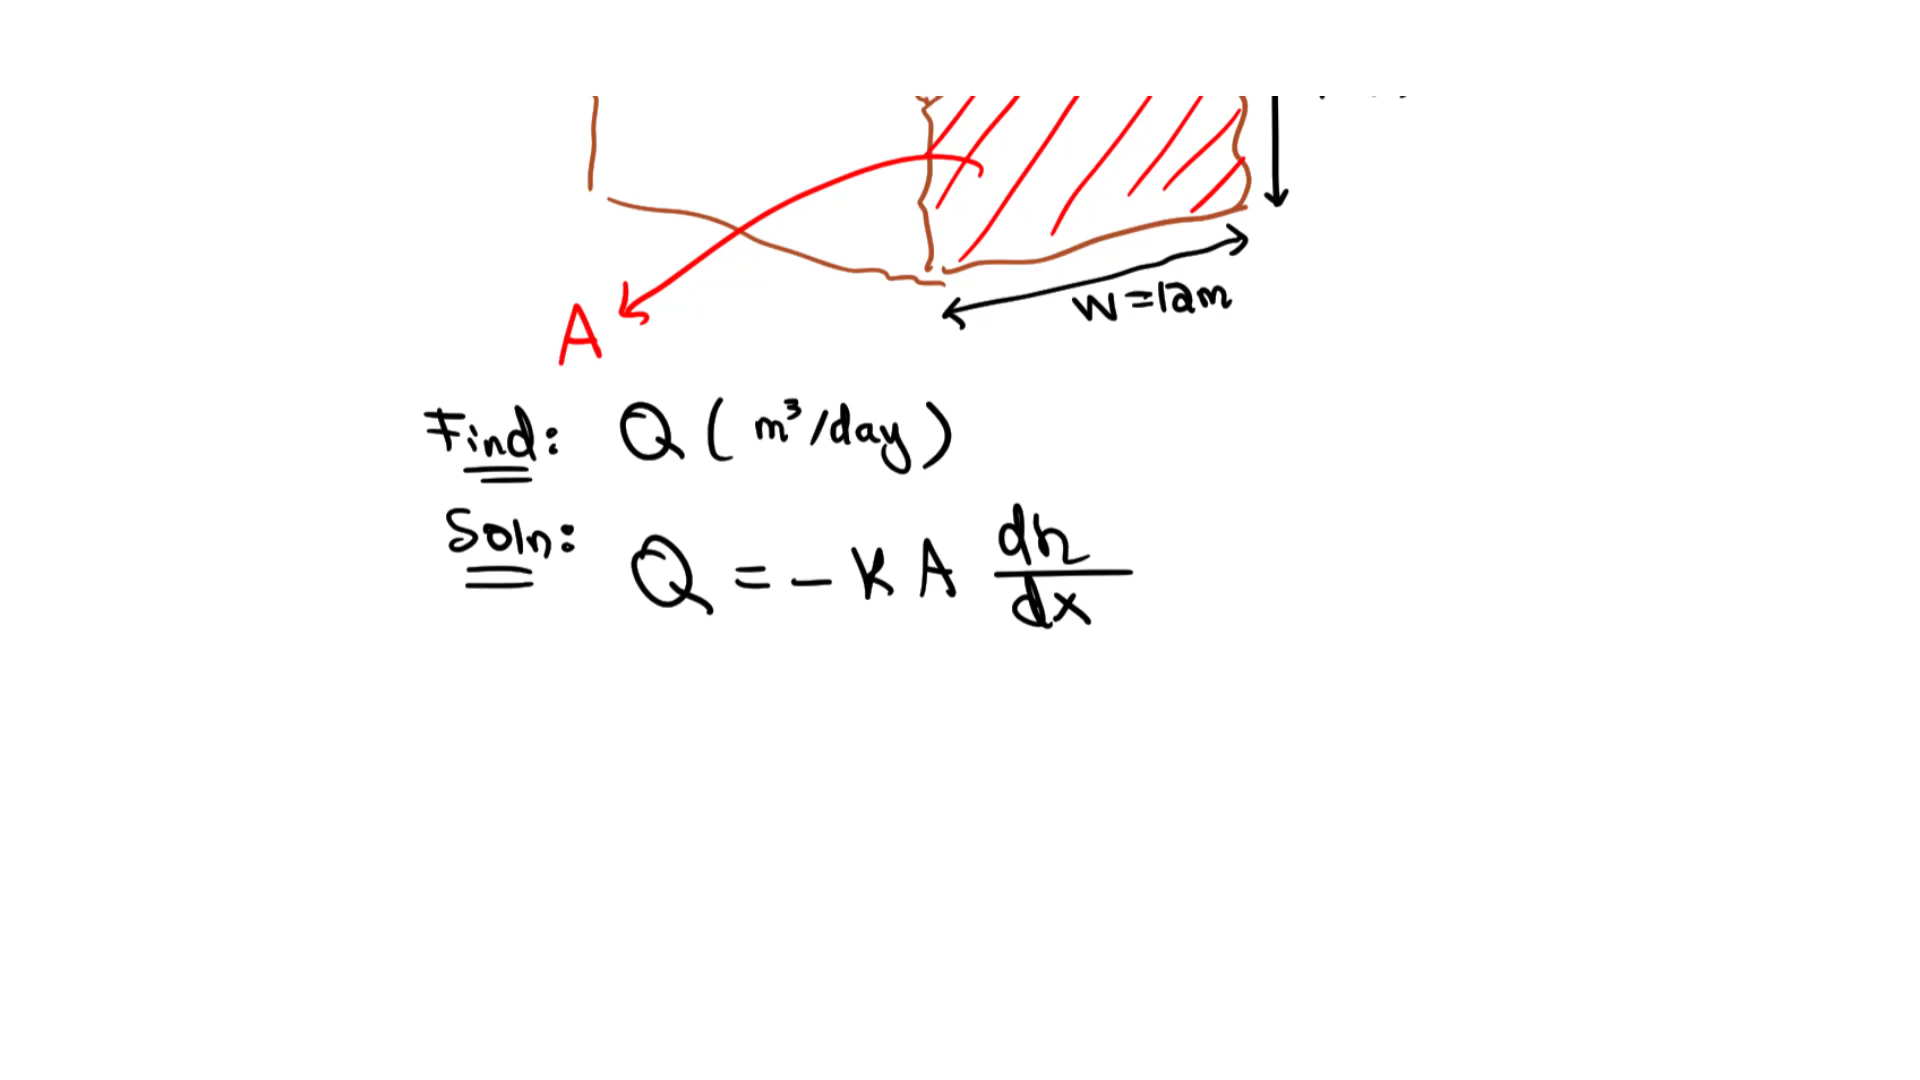 W = 12m
A
Find: Q ( m³/day )
Soln: Q = - K A dh/dx